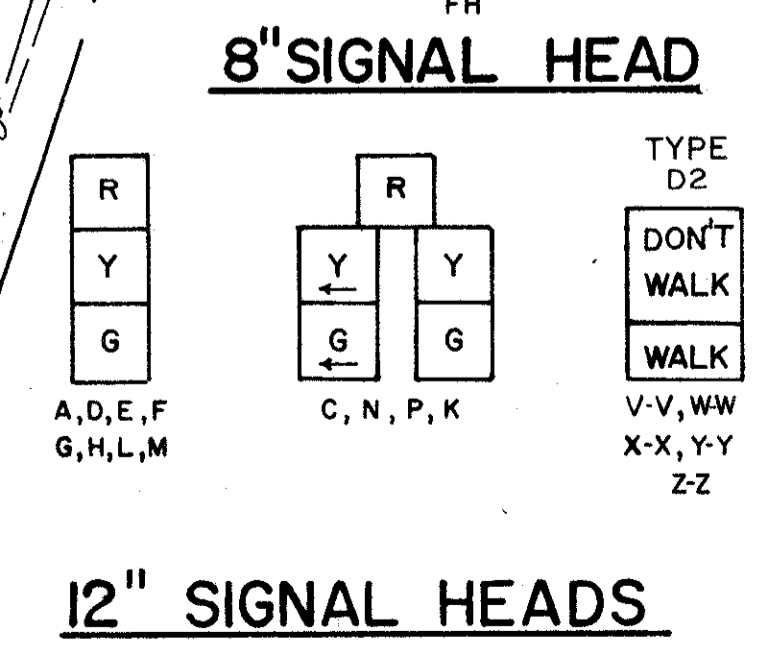 FH
8"SIGNAL HEAD
R
Y
G
A,D,E,F
G,H,L,M
R
Y Y
← ←
G G
C, N, P, K
TYPE
D2
DON'T
WALK
WALK
V-V, W-W
X-X, Y-Y
Z-Z
12" SIGNAL HEADS